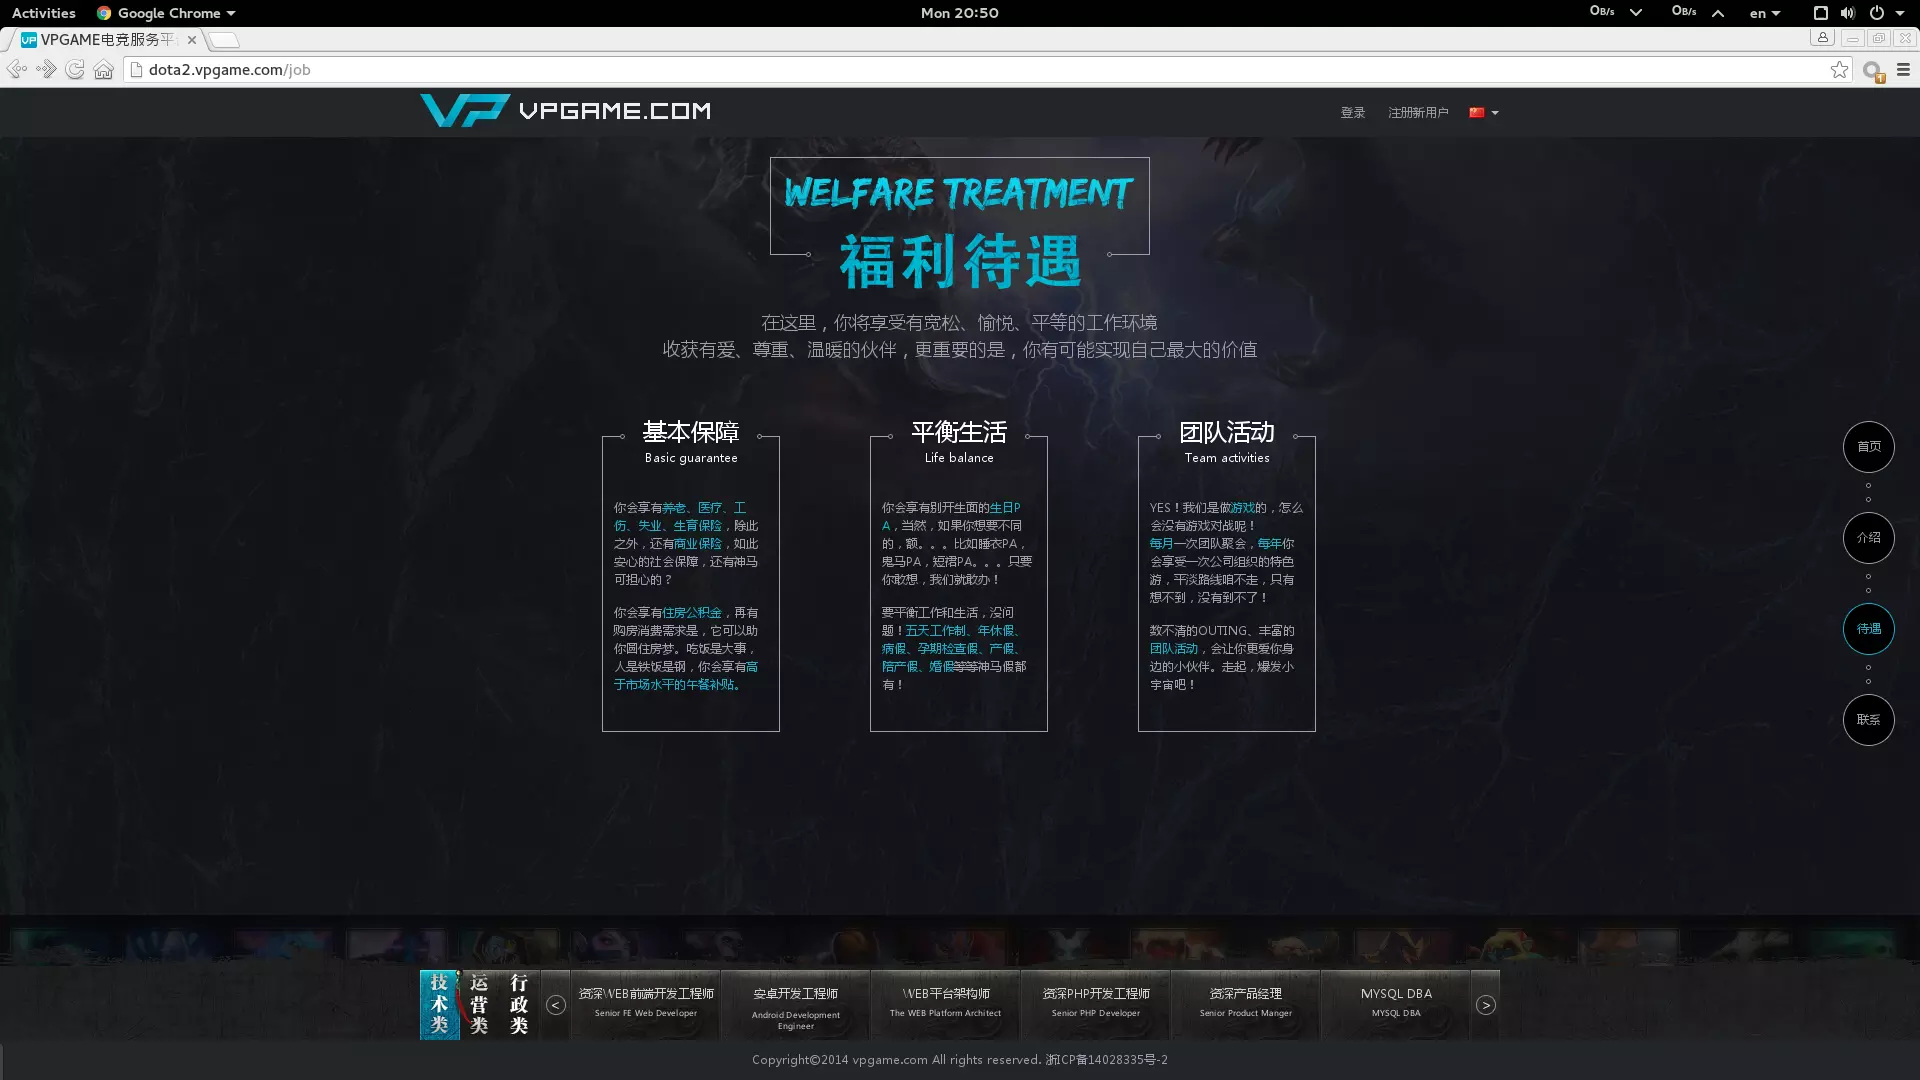 Activities
Google Chrome
Mon 20:50
0B/s
0B/s
en
VPGAME电竞服务平
dota2.vpgame.com/job
VP VPGAME.COM
登录
注册新用户
WELFARE TREATMENT
福利待遇
在这里，你将享受有宽松、愉悦、平等的工作环境
收获有爱、尊重、温暖的伙伴，更重要的是，你有可能实现自己最大的价值
基本保障
Basic guarantee
你会享有养老、医疗、工
伤、失业、生育保险，除此
之外，还有商业保险，如此
安心的社会保障，还有神马
可担心的？
你会享有住房公积金，再有
购房消费需求是，它可以助
你圆住房梦。吃饭是大事，
人是铁饭是钢，你会享有高
于市场水平的午餐补贴。
平衡生活
Life balance
你会享有别开生面的生日P
A，当然，如果你想要不同
的，额。。。比如睡衣PA，
鬼马PA，短裙PA。。。只要
你敢想，我们就敢办！
要平衡工作和生活，没问
题！五天工作制、年休假、
病假、孕期检查假、产假、
陪产假、婚假等等神马假都
有！
团队活动
Team activities
YES！我们是做游戏的，怎么
会没有游戏对战呢！
每月一次团队聚会，每年你
会享受一次公司组织的特色
游，平淡路线咱不走，只有
想不到，没有到不了！
数不清的OUTING、丰富的
团队活动，会让你更爱你身
边的小伙伴。走起，爆发小
宇宙吧！
首页
介绍
待遇
联系
技术类
运营类
行政类
<
资深WEB前端开发工程师
Senior FE Web Developer
安卓开发工程师
Android Development
Engineer
WEB平台架构师
The WEB Platform Architect
资深PHP开发工程师
Senior PHP Developer
资深产品经理
Senior Product Manger
MYSQL DBA
MYSQL DBA
>
Copyright©2014 vpgame.com All rights reserved. 浙ICP备14028335号-2